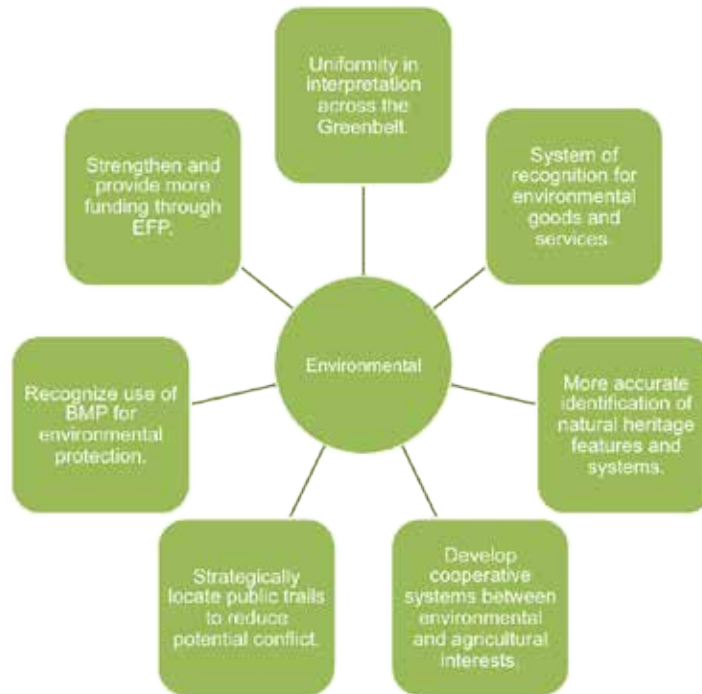 Uniformity in
interpretation
across the
Greenbelt.
System of
recognition for
environmental
goods and
services.
More accurate
identification of
natural heritage
features and
systems.
Develop
cooperative
systems between
environmental
and agricultural
interests.
Strategically
locate public trails
to reduce
potential conflict.
Recognize use of
BMP for
environmental
protection.
Strengthen and
provide more
funding through
EFP.
Environmental